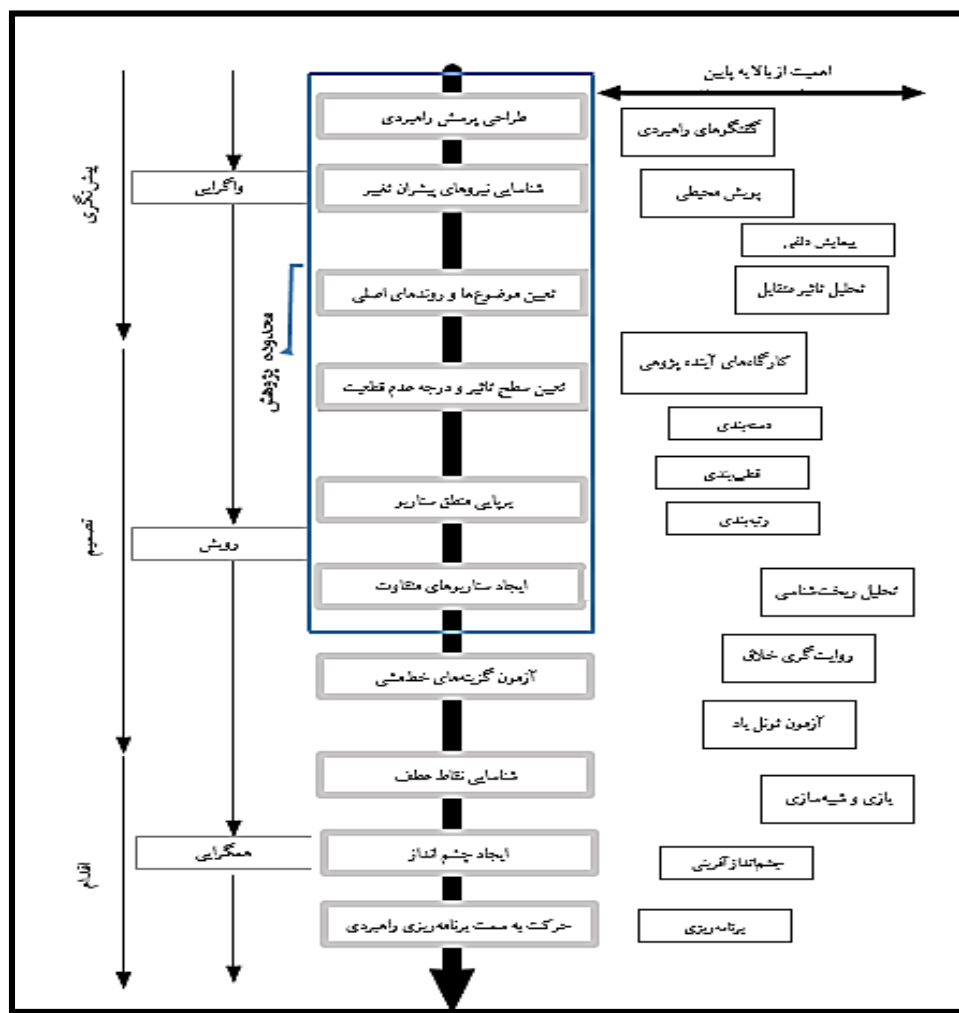 اهمیت از بالا به پایین
طراحی پرسش راهبردی
گفتگوهای راهبردی
شناسایی نیروهای پیشران تغییر
پویش محیطی
واگرایی
پیش‌نگری
پیمایش دلفی
تعیین موضوع‌ها و روندهای اصلی
تحلیل تاثیر متقابل
محدوده پژوهش
تعیین سطح تاثیر و درجه عدم قطعیت
کارگاه‌های آینده پژوهی
دسته‌بندی
قطبی‌بندی
برپایی منطق سناریو
رتبه‌بندی
رویش
تصمیم
ایجاد سناریوهای متفاوت
تحلیل ریخت‌شناسی
آزمون گزینه‌های خط‌مشی
روایت‌گری خلاق
آزمون تونل باد
شناسایی نقاط عطف
بازی و شبیه‌سازی
ایجاد چشم انداز
همگرایی
چشم‌اندازآفرینی
اقدام
حرکت به سمت برنامه‌ریزی راهبردی
برنامه‌ریزی